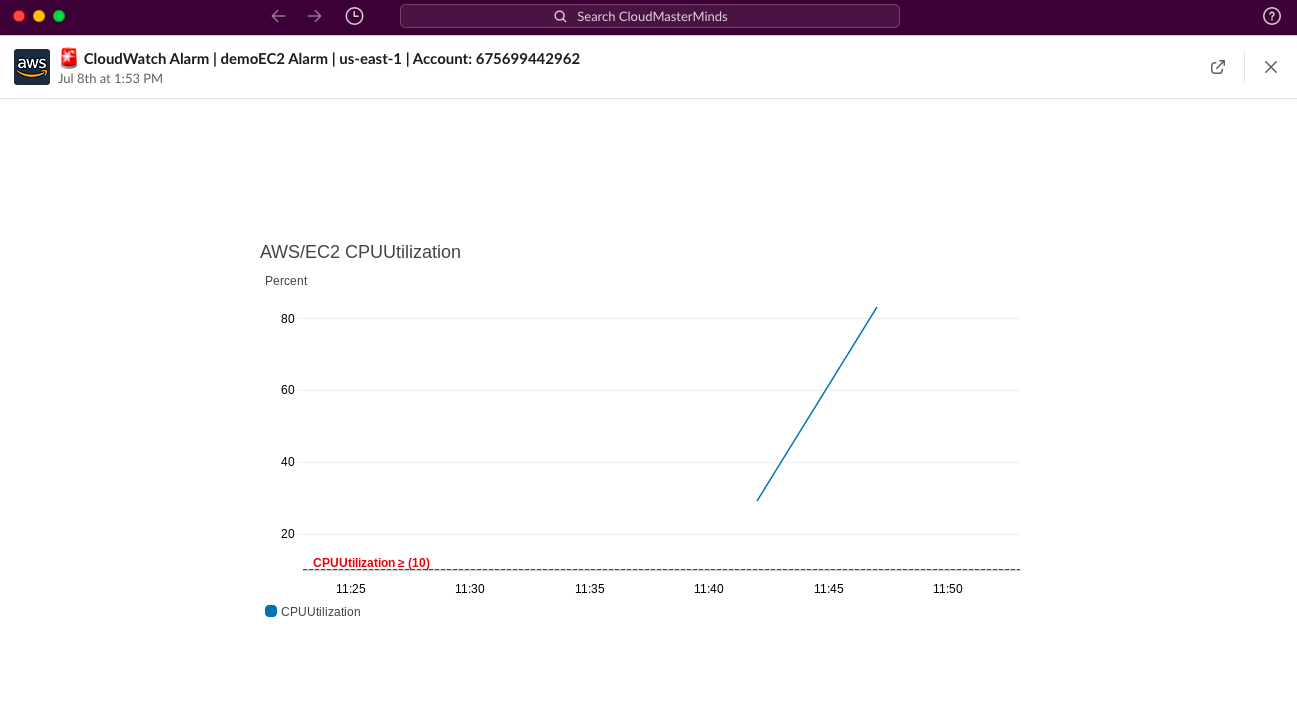 Search CloudMasterMinds
aws
🚨 CloudWatch Alarm | demoEC2 Alarm | us-east-1 | Account: 675699442962
Jul 8th at 1:53 PM
AWS/EC2 CPUUtilization
Percent
80
60
40
20
CPUUtilization ≥ (10)
11:25 11:30 11:35 11:40 11:45 11:50
CPUUtilization